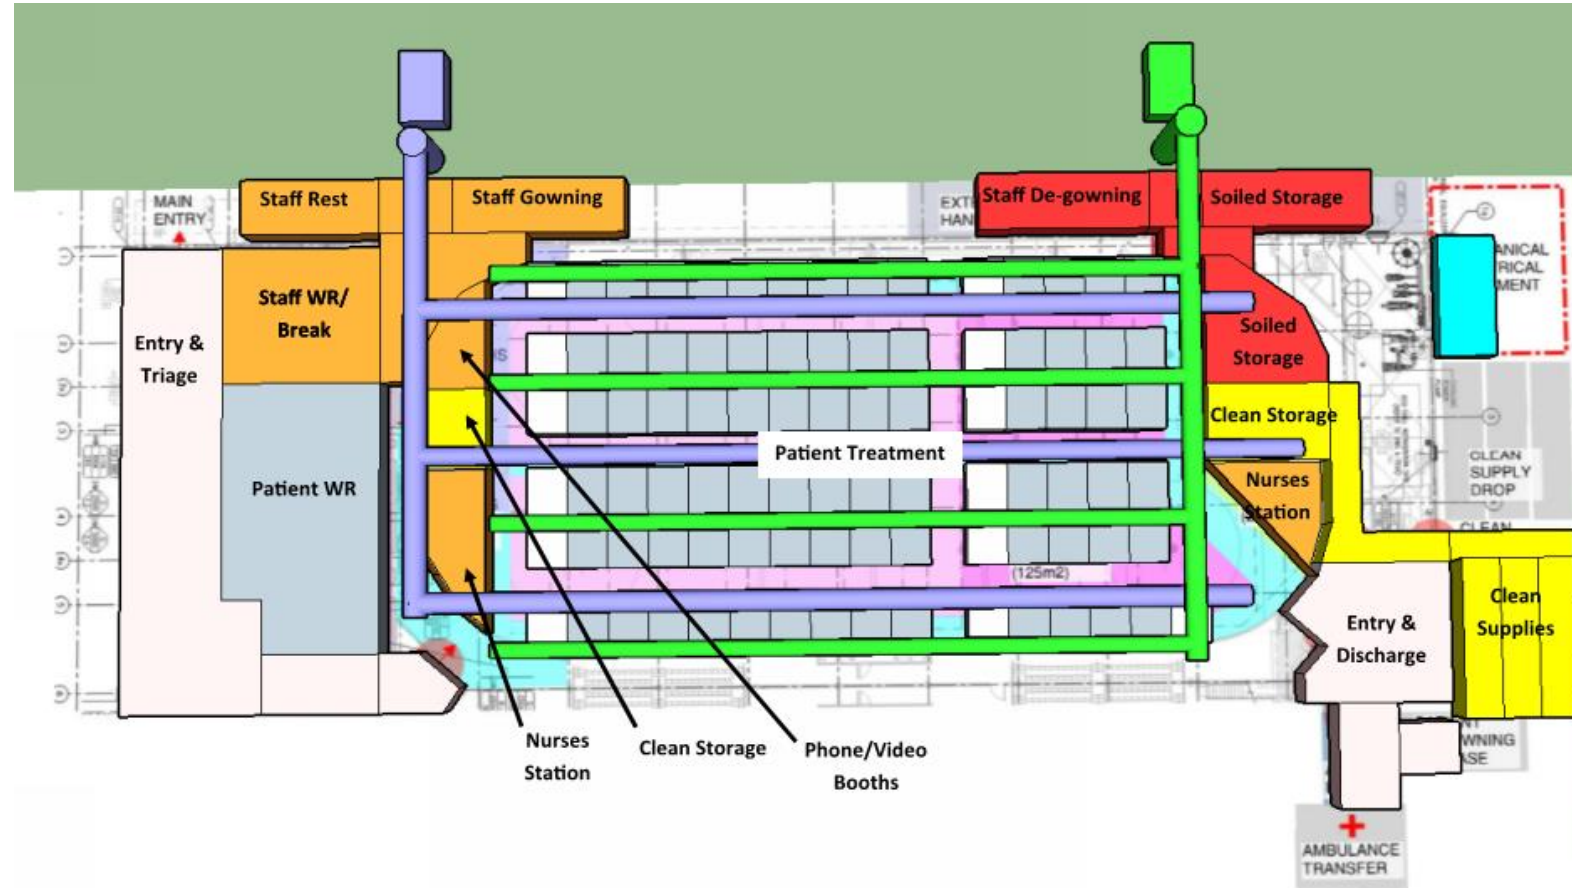 MAIN
ENTRY
Staff Rest
Staff Gowning
Staff De-gowning
Soiled Storage
Staff WR/
Break
Entry &
Triage
Soiled
Storage
Clean Storage
Patient Treatment
Patient WR
Nurses
Station
CLEAN
SUPPLY
DROP
CLEAN
(125m2)
Clean
Supplies
Entry &
Discharge
Nurses
Station
Clean Storage
Phone/Video
Booths
AMBULANCE
TRANSFER